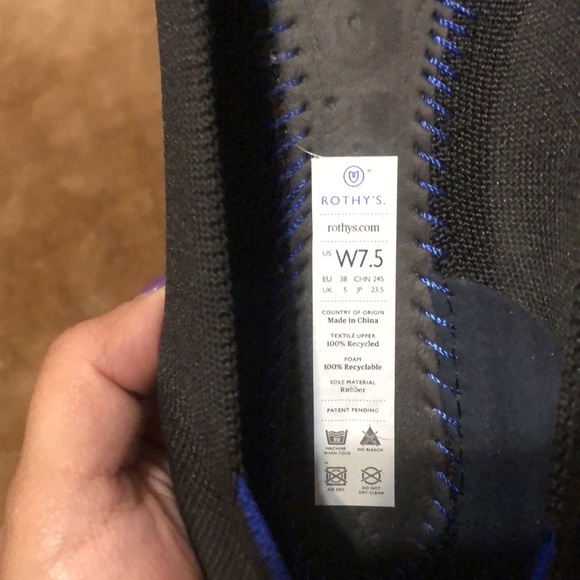 ROTHY'S.
rothys.com
US W7.5
EU 38 CHN 245
UK 5 JP 23.5
COUNTRY OF ORIGIN
Made in China
TEXTILE UPPER
100% Recycled
FOAM
100% Recyclable
SOLE MATERIAL
Rubber
PATENT PENDING
MACHINE WASH COLD
NO BLEACH
AIR DRY
DO NOT DRY CLEAN